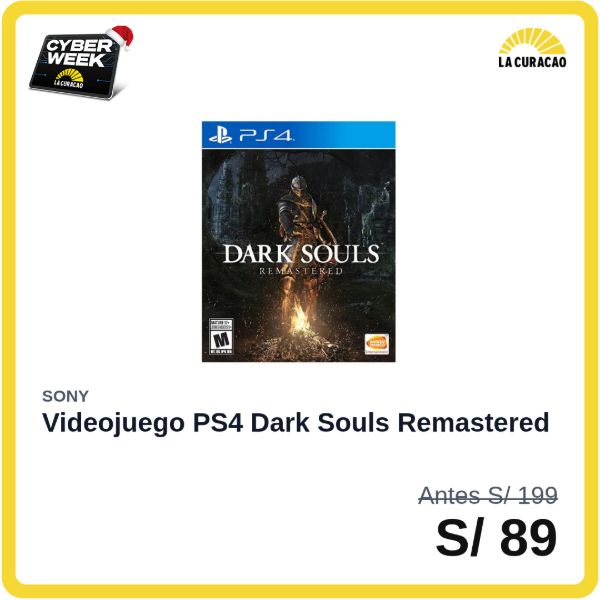 CYBER
WEEK
LA CURACAO
LA CURACAO
PS4
DARK SOULS
REMASTERED
M
ESRB
SONY
Videojuego PS4 Dark Souls Remastered
Antes S/ 199
S/ 89